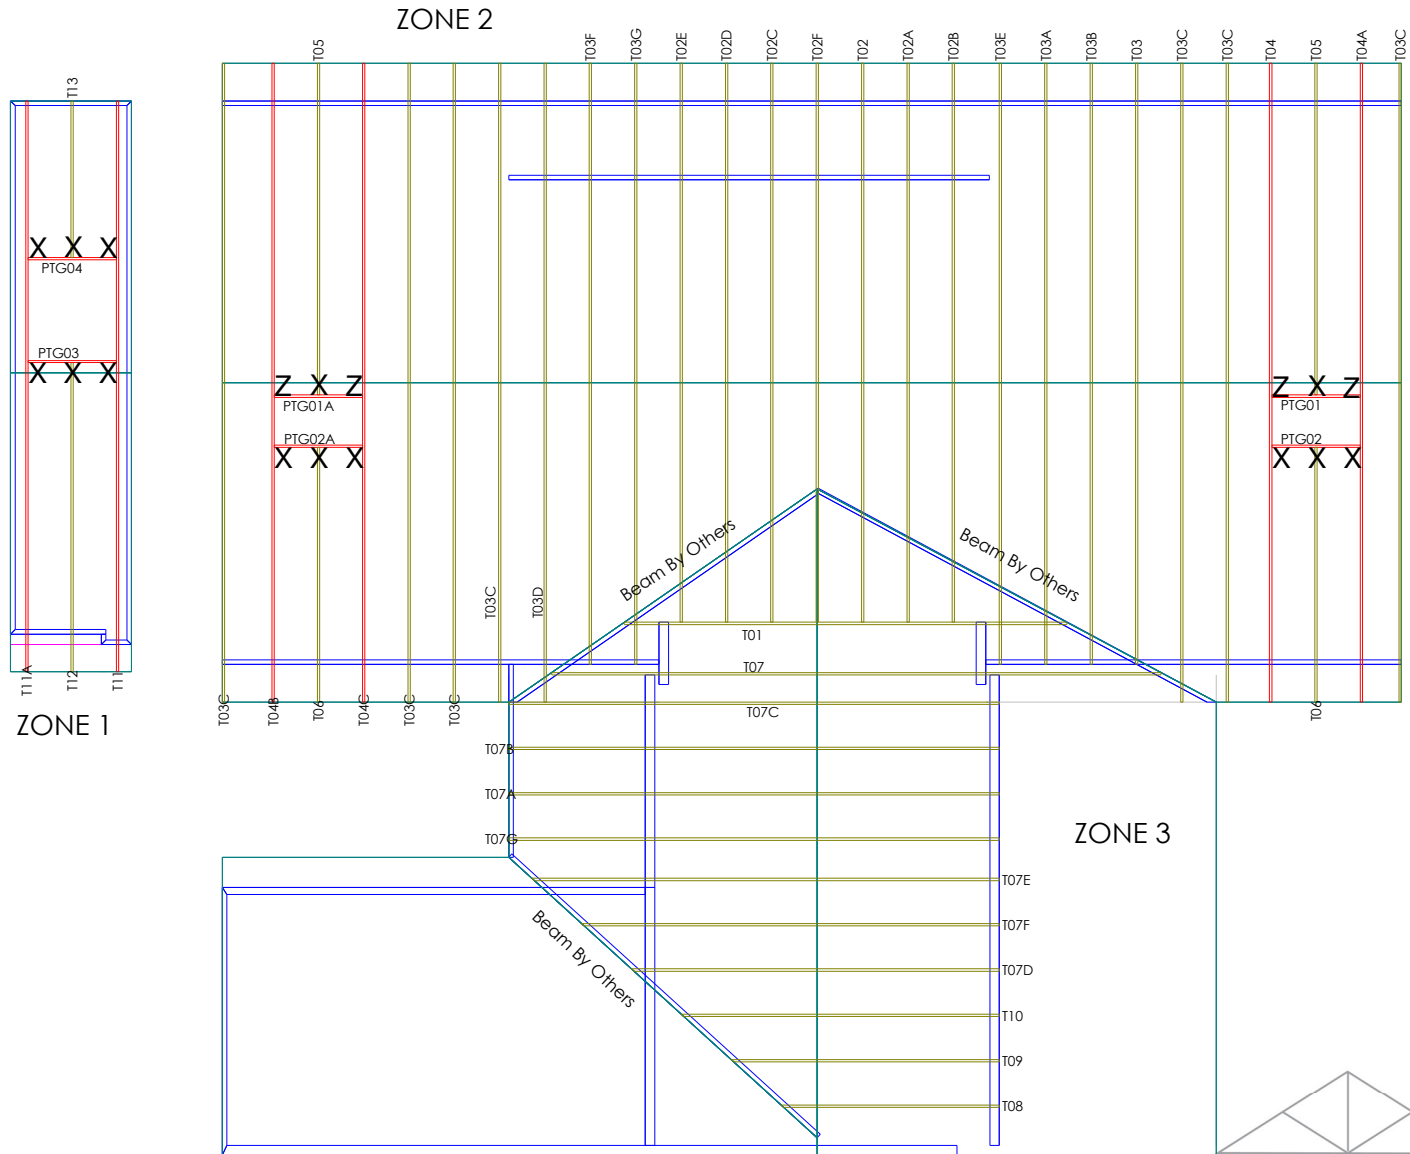 ZONE 2
T05
T03F
T03G
T02E
T02D
T02C
T02F
T02
T02A
T02B
T03E
T03A
T03B
T03
T03C
T03C
T04
T05
T04A
T03C
T13
X X X
PTG04
PTG03
X X X
Z X Z
PTG01A
PTG02A
X X X
Z X Z
PTG01
PTG02
X X X
Beam By Others
Beam By Others
T03C
T03D
T01
T07
T11A
T12
T11
ZONE 1
T03C
T04B
T06
T04C
T03C
T03C
T07C
T06
T07B
T07A
T07G
ZONE 3
T07E
T07F
Beam By Others
T07D
T10
T09
T08